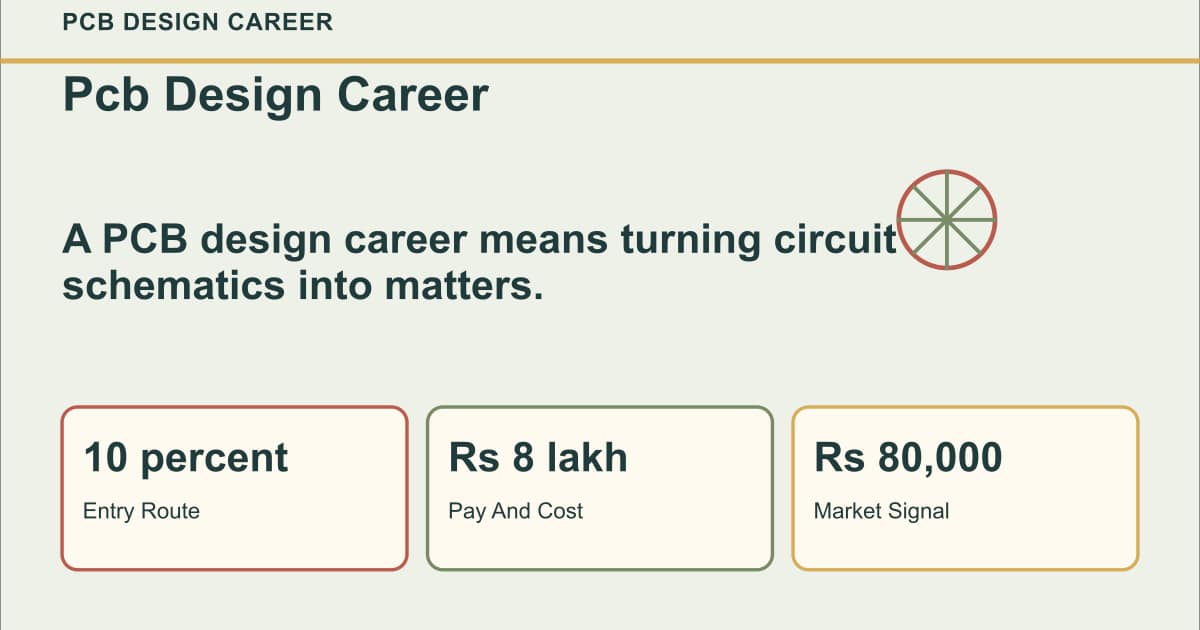 PCB DESIGN CAREER
Pcb Design Career
A PCB design career means turning circuit
schematics into matters.
10 percent
Entry Route
Rs 8 lakh
Pay And Cost
Rs 80,000
Market Signal